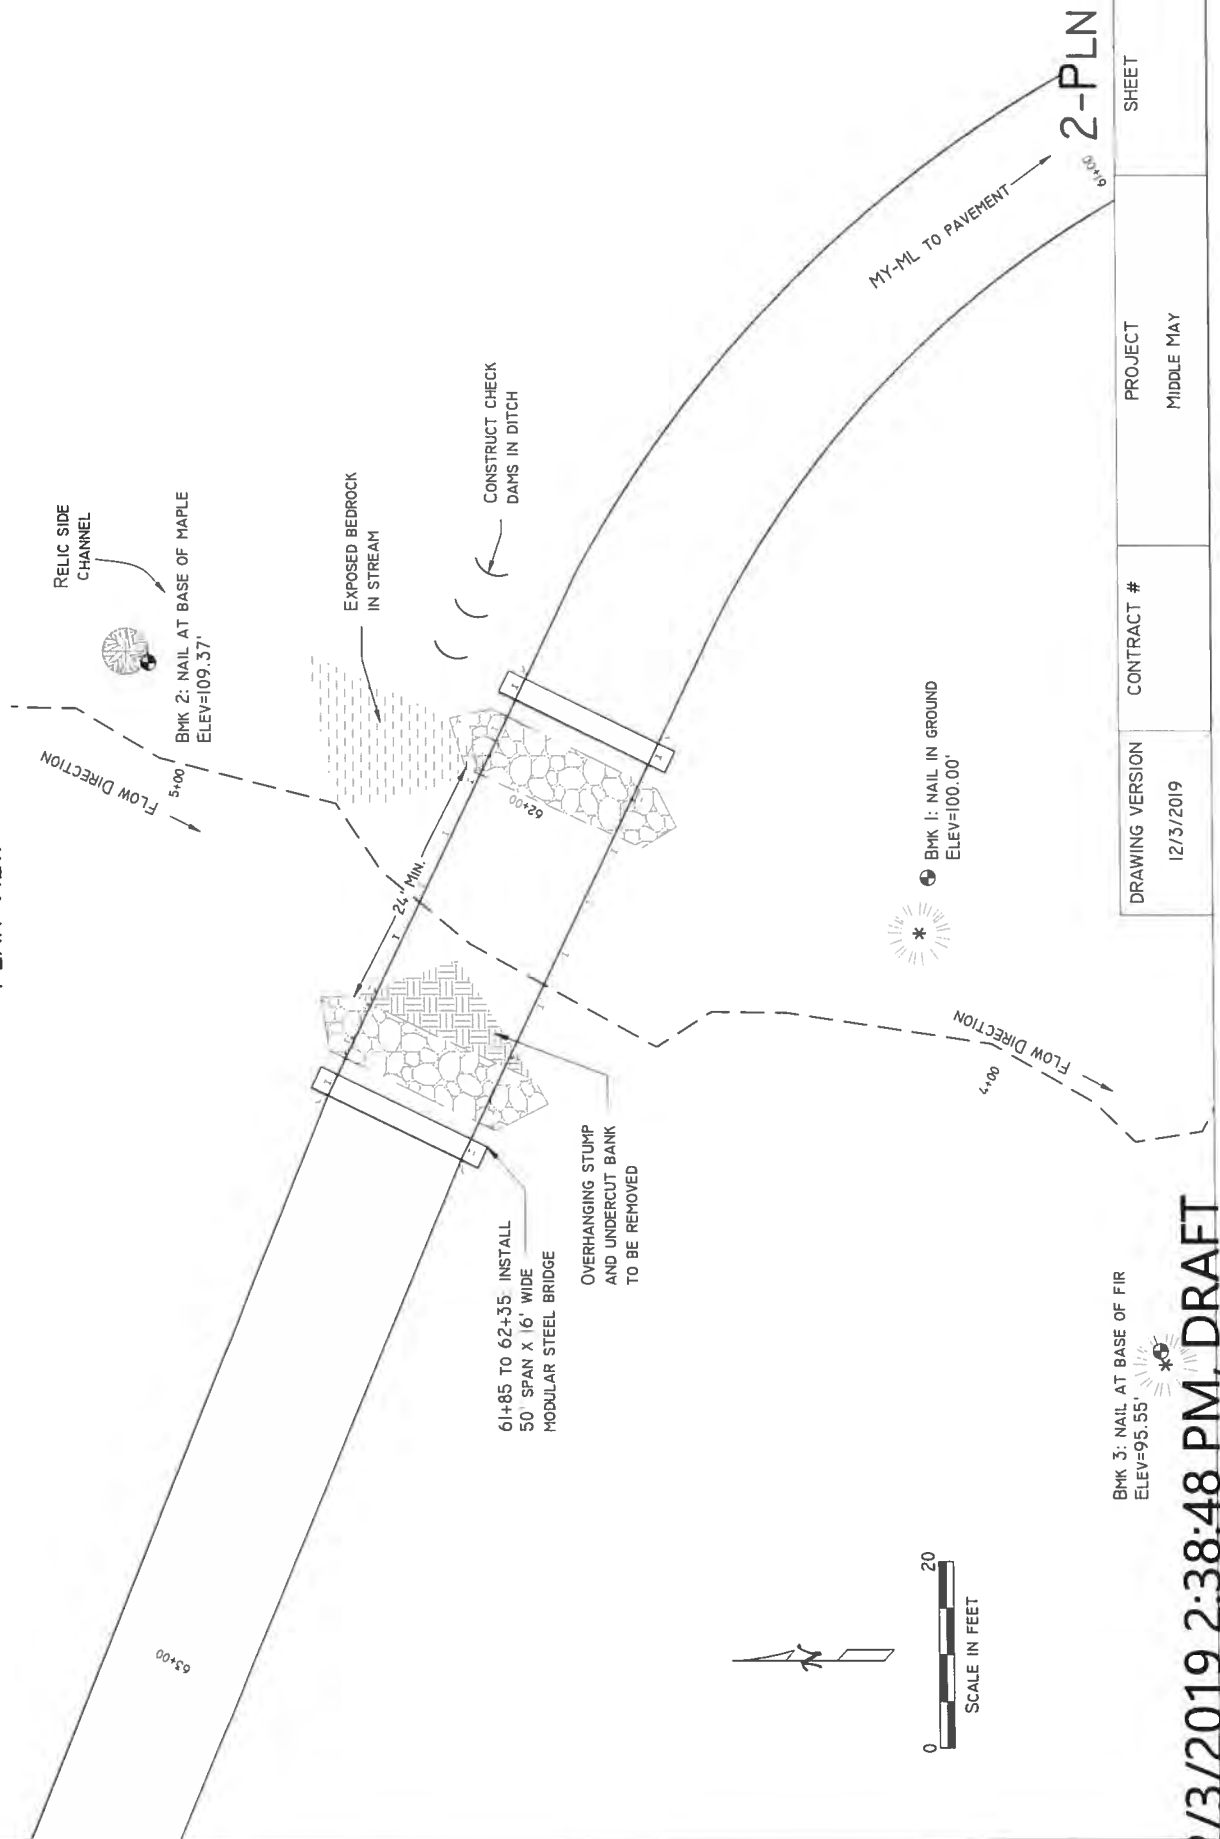 RELIC SIDE
CHANNEL
BMK 2: NAIL AT BASE OF MAPLE
ELEV=109.37'
FLOW DIRECTION
5+00
EXPOSED BEDROCK
IN STREAM
CONSTRUCT CHECK
DAMS IN DITCH
24' MIN.
62+00
MY-ML TO PAVEMENT
61+00
63+00
61+85 TO 62+35: INSTALL
50' SPAN X 16' WIDE
MODULAR STEEL BRIDGE
OVERHANGING STUMP
AND UNDERCUT BANK
TO BE REMOVED
BMK 1: NAIL IN GROUND
ELEV=100.00'
FLOW DIRECTION
4+00
BMK 3: NAIL AT BASE OF FIR
ELEV=95.55'
N
0 20
SCALE IN FEET
DRAWING VERSION
12/3/2019
CONTRACT #
PROJECT
MIDDLE MAY
SHEET
2-PLN
/3/2019 2:38:48 PM, DRAFT